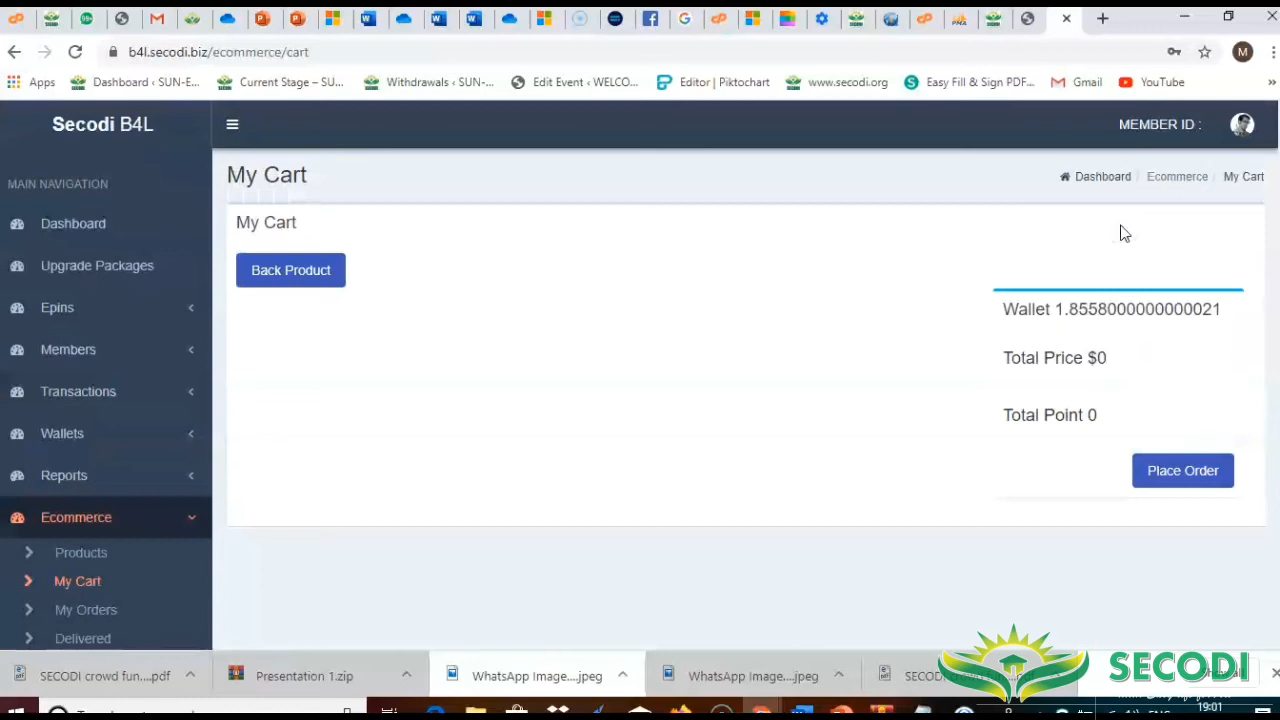 b4l.secodi.biz/ecommerce/cart
M
Apps
Dashboard ‹ SUN-E...
Current Stage – SU...
Withdrawals ‹ SUN-...
Edit Event ‹ WELCO...
Editor | Piktochart
www.secodi.org
Easy Fill & Sign PDF...
Gmail
YouTube
»
Secodi B4L
MEMBER ID :
MAIN NAVIGATION
My Cart
Dashboard / Ecommerce / My Cart
Dashboard
Upgrade Packages
Epins
Members
Transactions
Wallets
Reports
Ecommerce
Products
My Cart
My Orders
Delivered
My Cart
Back Product
Wallet 1.8558000000000021
Total Price $0
Total Point 0
Place Order
SECODI crowd fun....pdf
Presentation 1.zip
WhatsApp Image....jpeg
WhatsApp Image....jpeg
SECODI
ENG
19:01